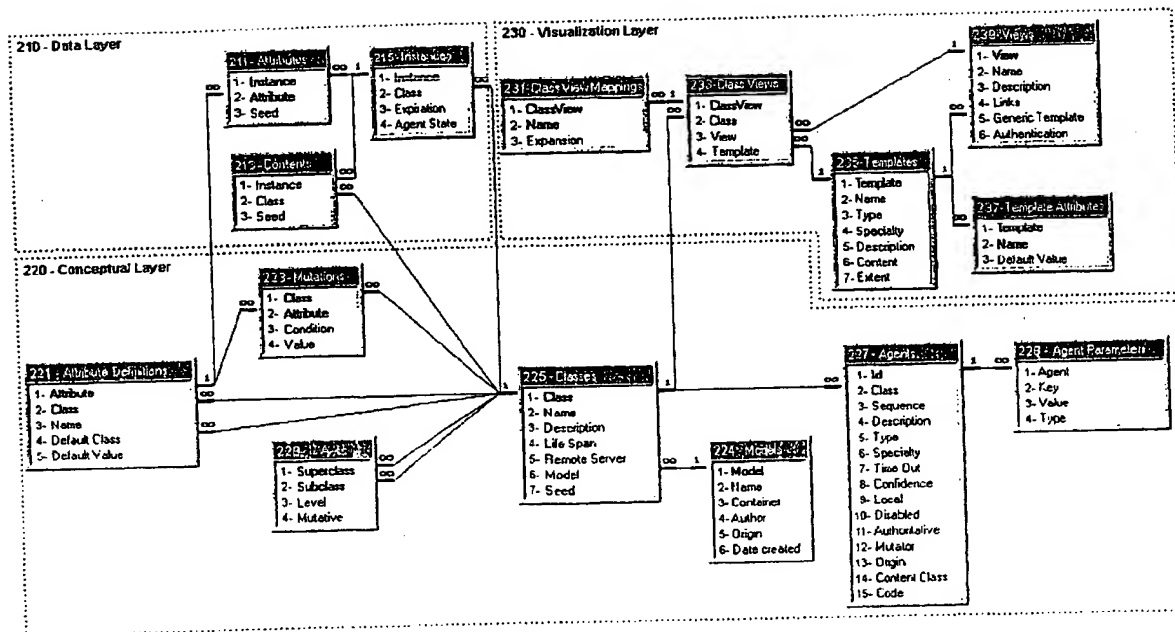 210 - Data Layer
211 - Attributes
1- Instance
2- Attribute
3- Seed
215 - Instances
1- Instance
2- Class
3- Expiration
4- Agent State
213 - Contents
1- Instance
2- Class
3- Seed
230 - Visualization Layer
231 - Class View Mappings
1- ClassView
2- Name
3- Expansion
233 - Class Views
1- ClassView
2- Class
3- View
4- Template
239 - Views
1- View
2- Name
3- Description
4- Links
5- Generic Template
6- Authentication
235 - Templates
1- Template
2- Name
3- Type
4- Specialty
5- Description
6- Content
7- Extent
237 - Template Attributes
1- Template
2- Name
3- Default Value
220 - Conceptual Layer
223 - Mutations
1- Class
2- Attribute
3- Condition
4- Value
221 - Attribute Definitions
1- Attribute
2- Class
3- Name
4- Default Class
5- Default Value
1- Superclass
2- Subclass
3- Level
4- Mutative
225 - Classes
1- Class
2- Name
3- Description
4- Life Span
5- Remote Server
6- Model
7- Seed
224 - Models
1- Model
2- Name
3- Container
4- Author
5- Origin
6- Date created
227 - Agents
1- Id
2- Class
3- Sequence
4- Description
5- Type
6- Specialty
7- Time Out
8- Confidence
9- Local
10- Disabled
11- Authoritative
12- Mutator
13- Origin
14- Content Class
15- Code
228 - Agent Parameters
1- Agent
2- Key
3- Value
4- Type